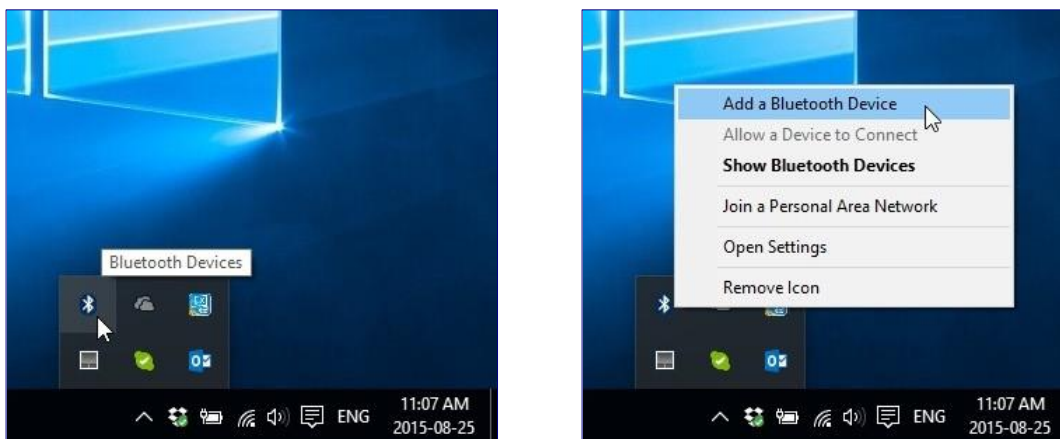 Bluetooth Devices
ENG
11:07 AM
2015-08-25
Add a Bluetooth Device
Allow a Device to Connect
Show Bluetooth Devices
Join a Personal Area Network
Open Settings
Remove Icon
ENG
11:07 AM
2015-08-25